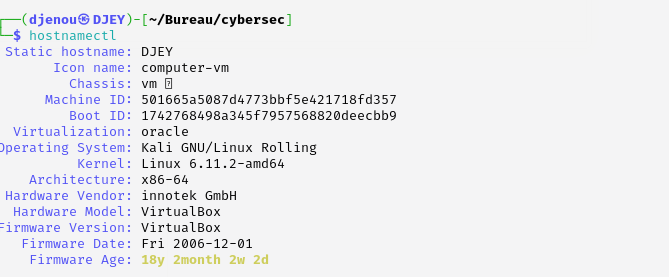 ┌──(djenou㉿DJEY)-[~/Bureau/cybersec]
└─$ hostnamectl
Static hostname: DJEY
Icon name: computer-vm
Chassis: vm
Machine ID: 501665a5087d4773bbf5e421718fd357
Boot ID: 1742768498a345f7957568820deecbb9
Virtualization: oracle
Operating System: Kali GNU/Linux Rolling
Kernel: Linux 6.11.2-amd64
Architecture: x86-64
Hardware Vendor: innotek GmbH
Hardware Model: VirtualBox
Firmware Version: VirtualBox
Firmware Date: Fri 2006-12-01
Firmware Age: 18y 2month 2w 2d